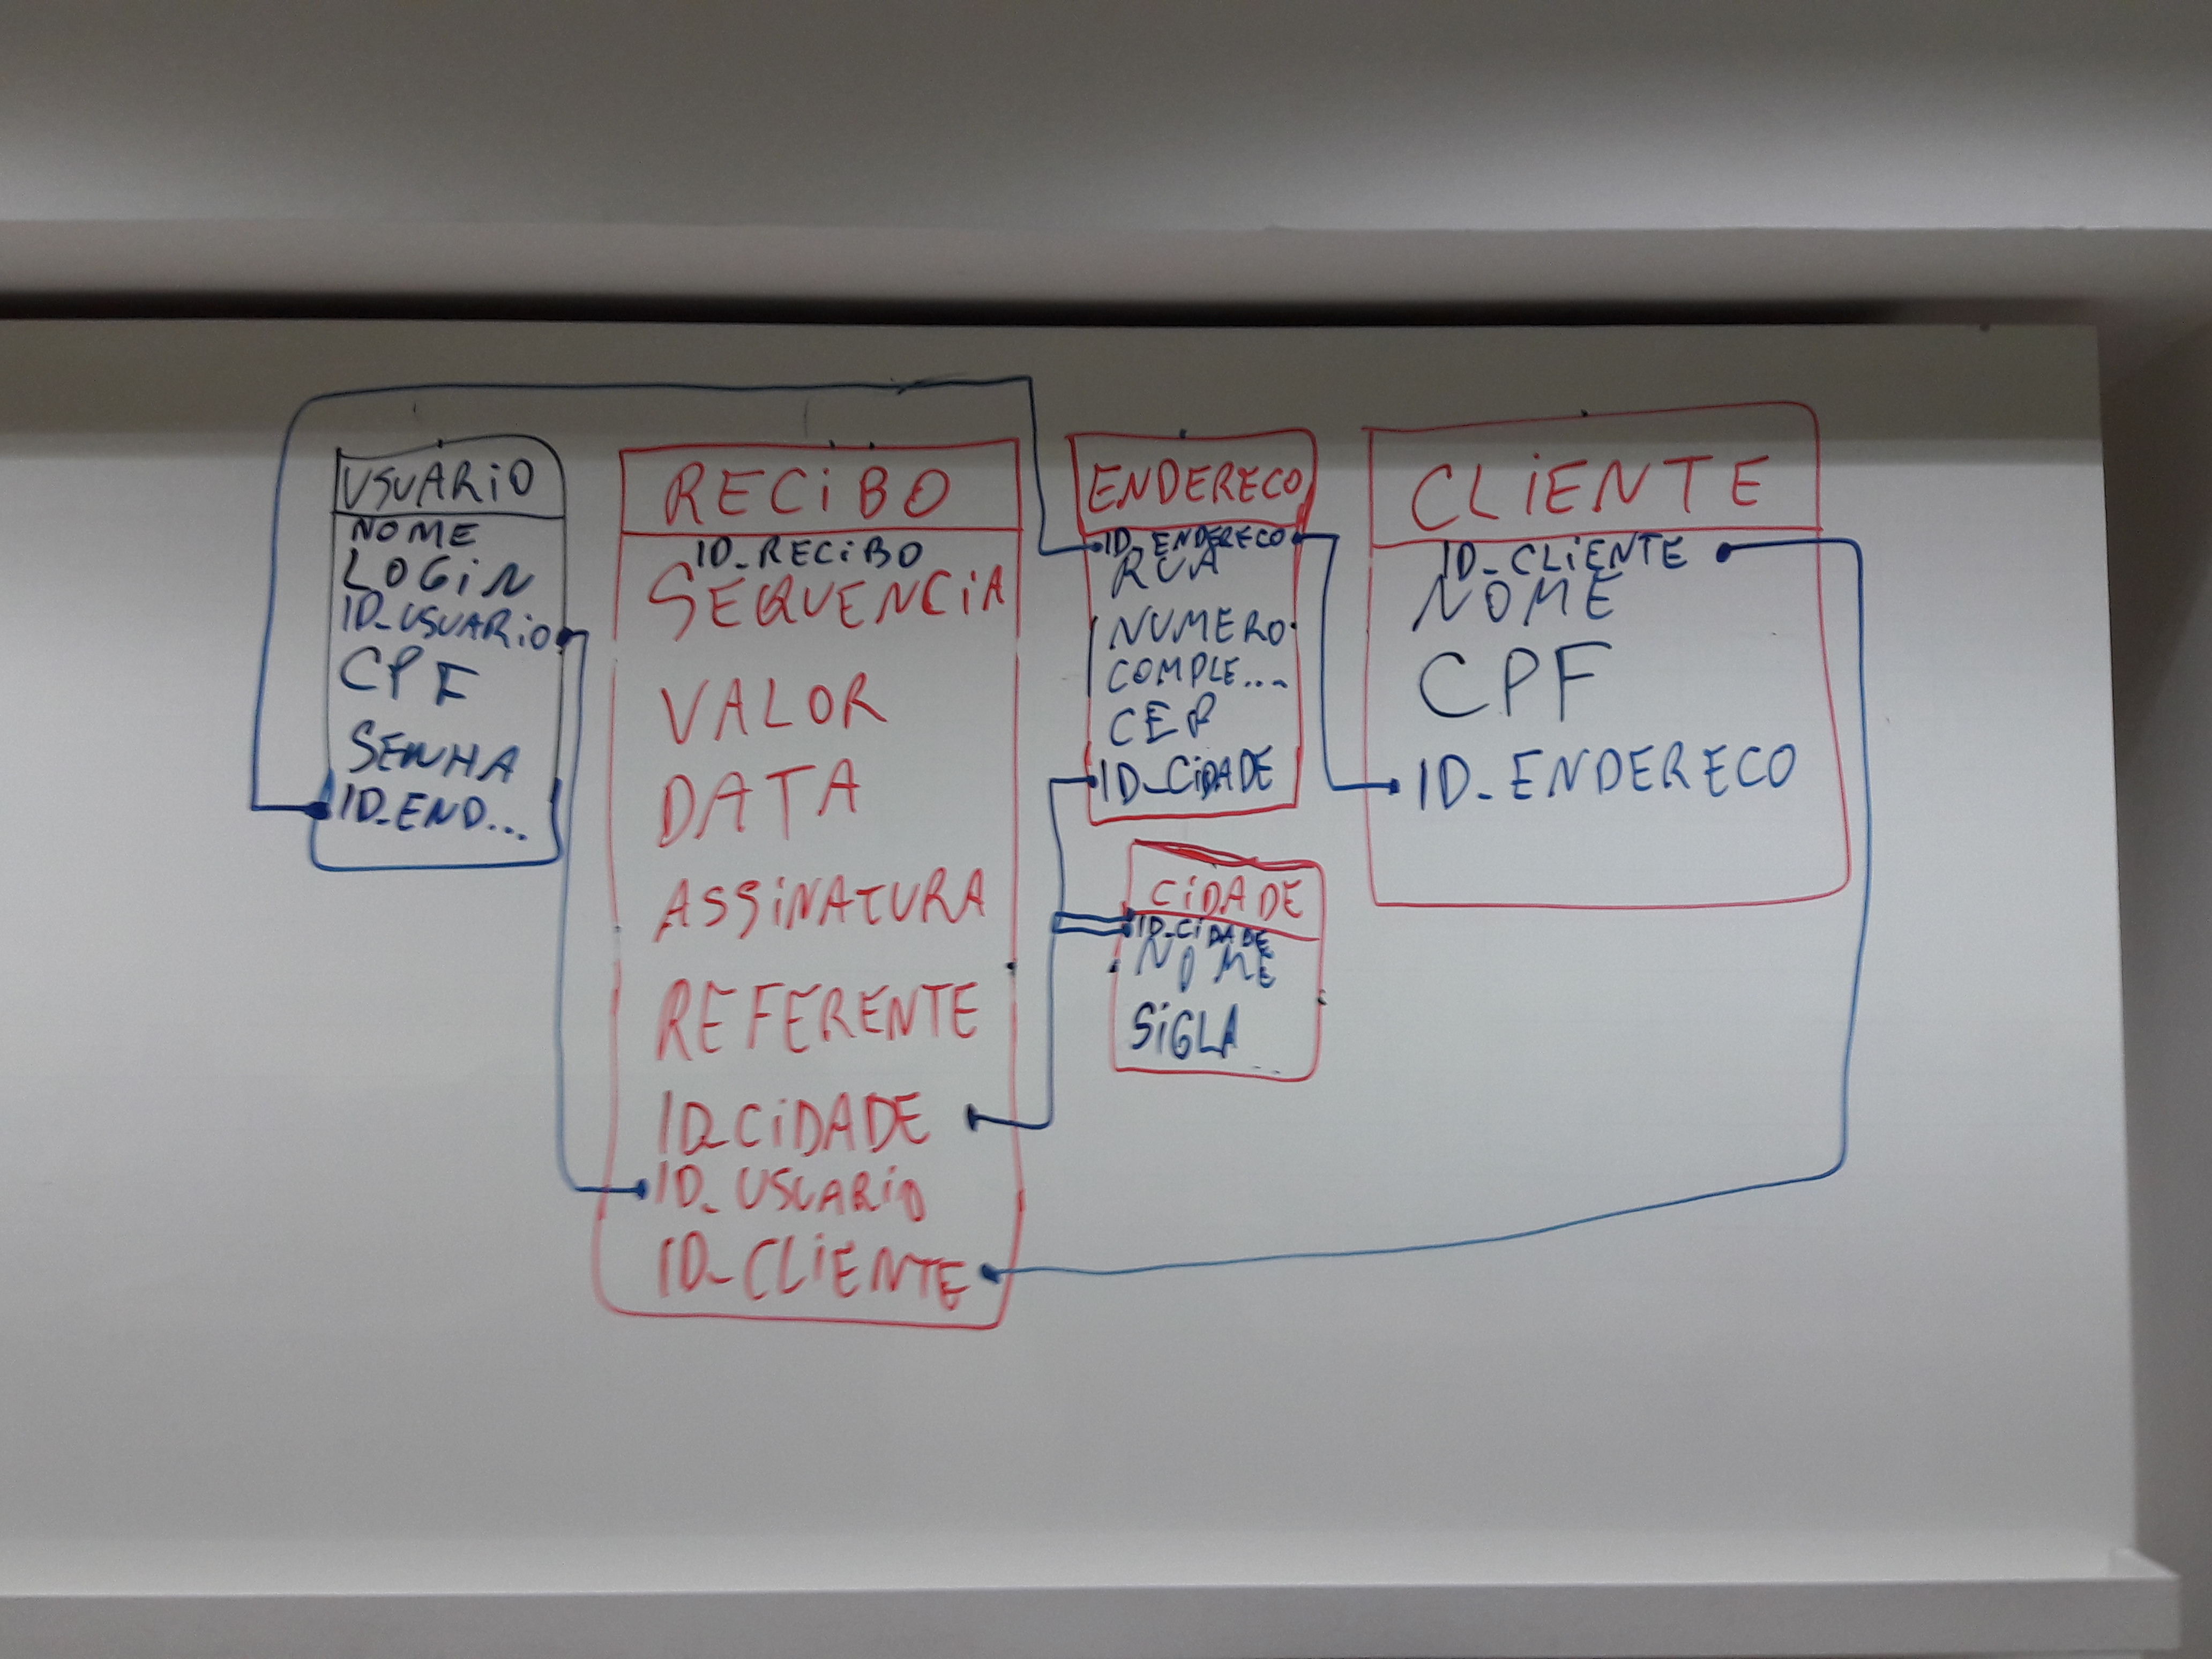 USUARIO
NOME
LOGIN
ID_USUARIO
CPF
SENHA
ID_END...
RECIBO
ID_RECIBO
SEQUENCIA
VALOR
DATA
ASSINATURA
REFERENTE
ID_CIDADE
ID_USUARIO
ID_CLIENTE
ENDERECO
ID_ENDERECO
RUA
NUMERO
COMPLE....
CEP
ID_CIDADE
CIDADE
ID_CIDADE
NOME
SIGLA
CLIENTE
ID_CLIENTE
NOME
CPF
ID_ENDERECO